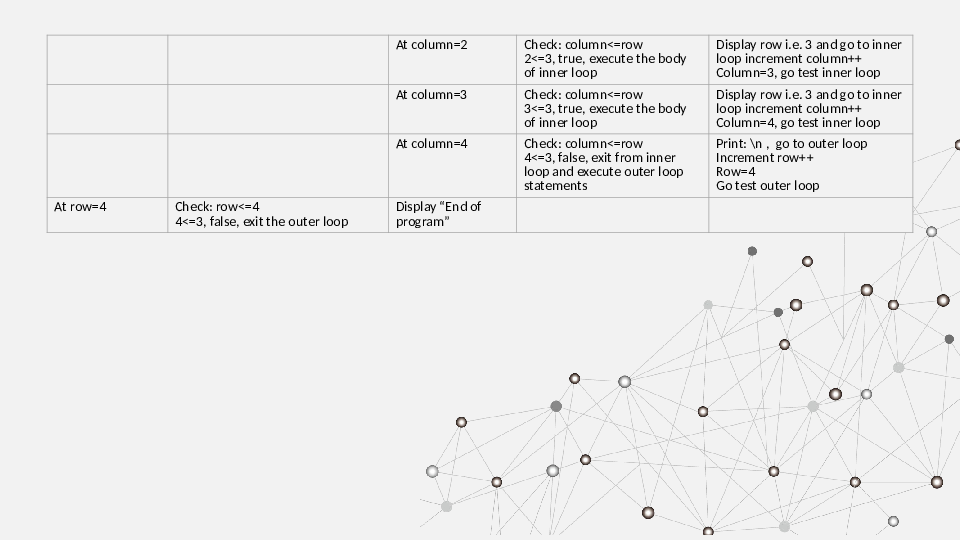 At column=2
Check: column<=row
2<=3, true, execute the body
of inner loop
Display row i.e. 3 and go to inner
loop increment column++
Column=3, go test inner loop
At column=3
Check: column<=row
3<=3, true, execute the body
of inner loop
Display row i.e. 3 and go to inner
loop increment column++
Column=4, go test inner loop
At column=4
Check: column<=row
4<=3, false, exit from inner
loop and execute outer loop
statements
Print: \n ,  go to outer loop
Increment row++
Row=4
Go test outer loop
At row=4
Check: row<=4
4<=3, false, exit the outer loop
Display “End of
program”